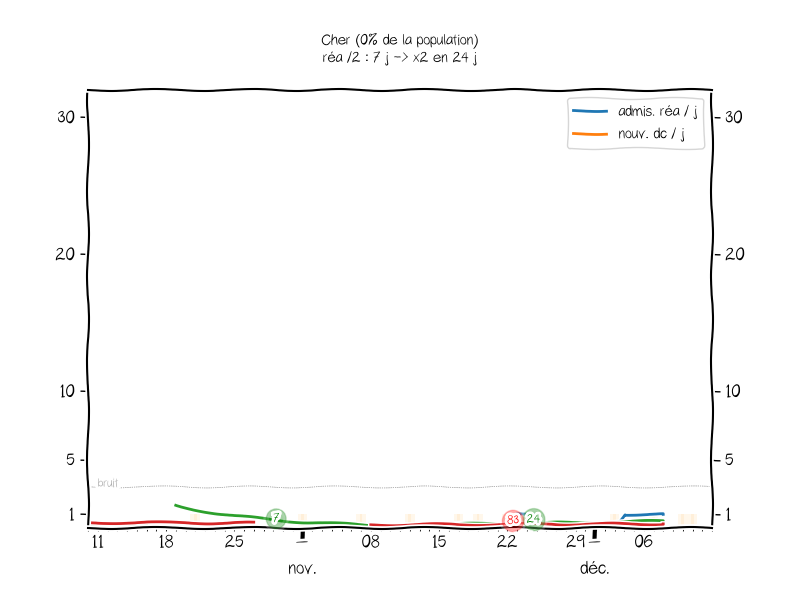 Cher (0% de la population)
réa /2 : 7 j -> x2 en 24 j
admis. réa / j
nouv. dc / j
30
30
20
20
10
10
5
5
bruit
1
1
7
83
24
11 18 25 – 08 15 22 29 – 06
nov. déc.